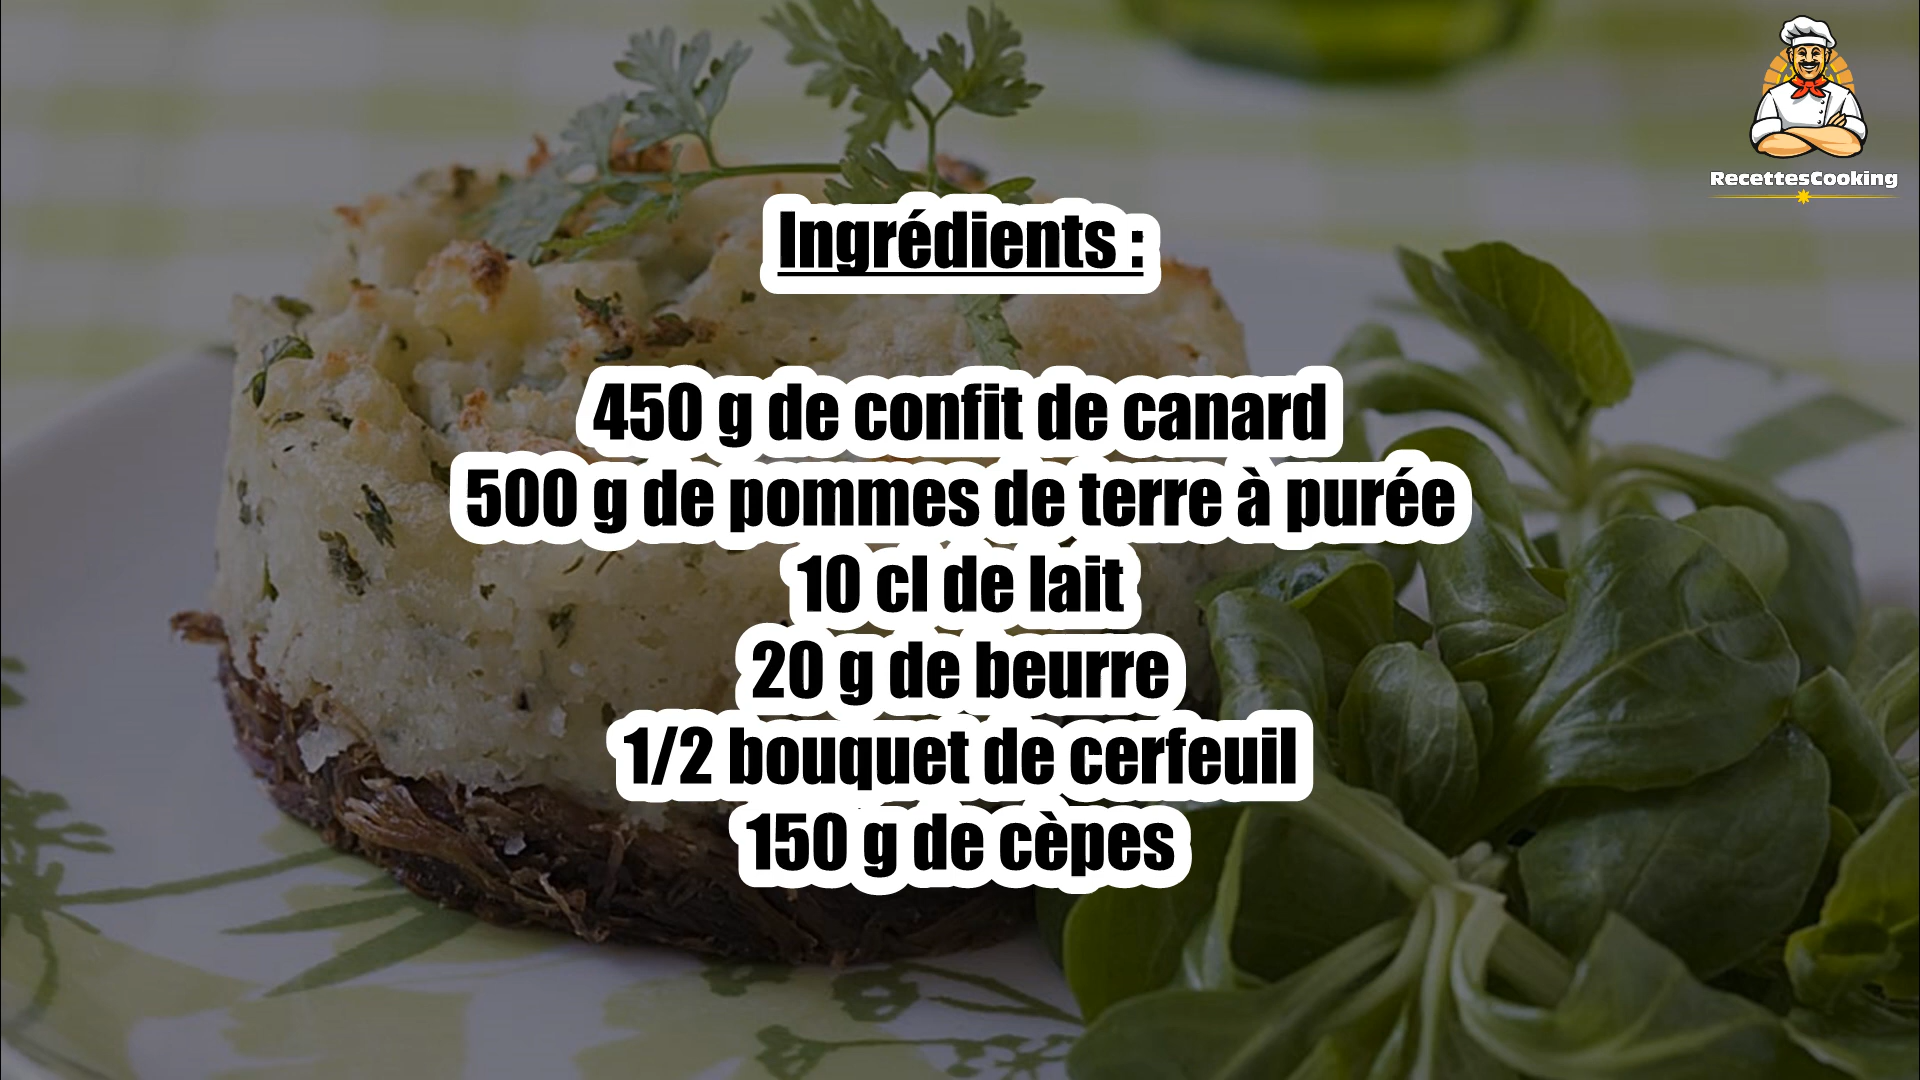 RecettesCooking
Ingrédients :
450 g de confit de canard
500 g de pommes de terre à purée
10 cl de lait
20 g de beurre
1/2 bouquet de cerfeuil
150 g de cèpes